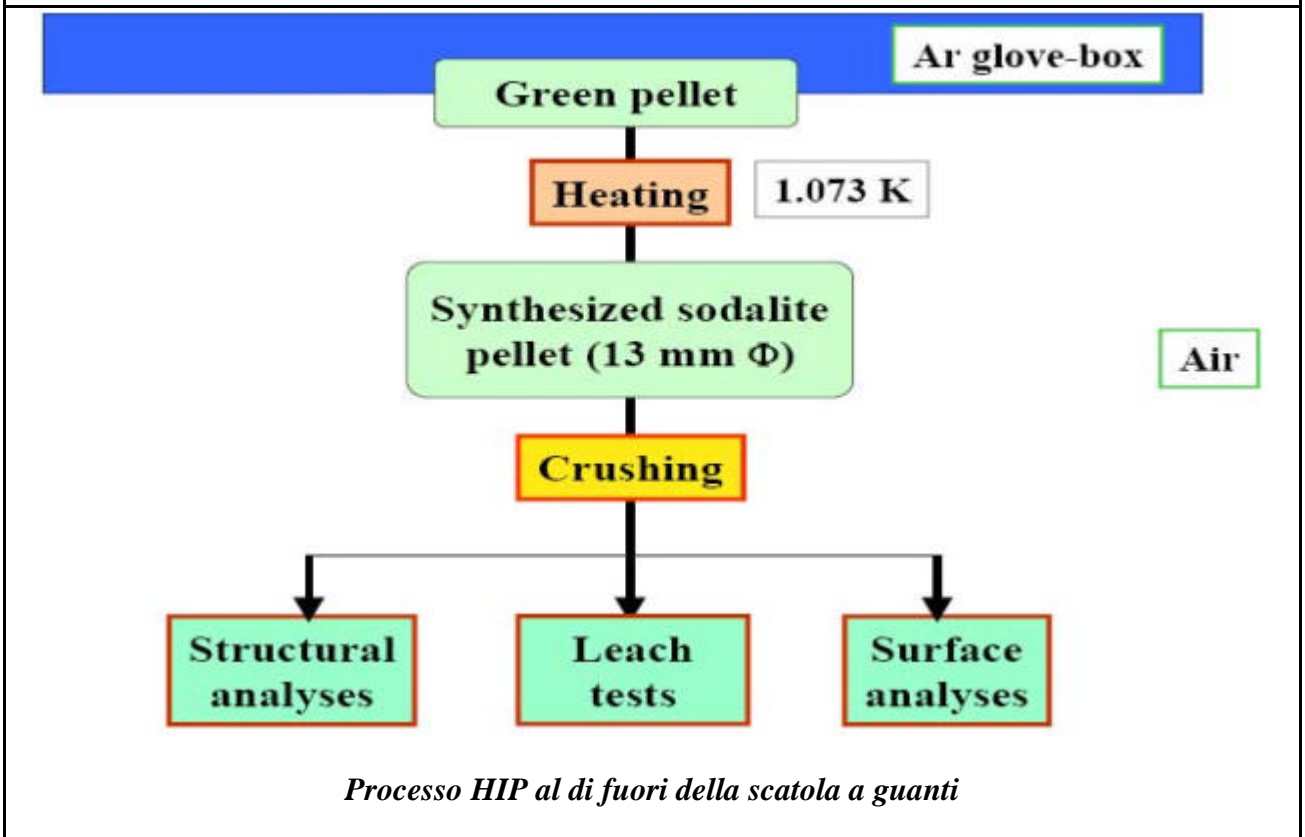 Ar glove-box
Green pellet
Heating
1.073 K
Synthesized sodalite
pellet (13 mm Φ)
Air
Crushing
Structural
analyses
Leach
tests
Surface
analyses
Processo HIP al di fuori della scatola a guanti